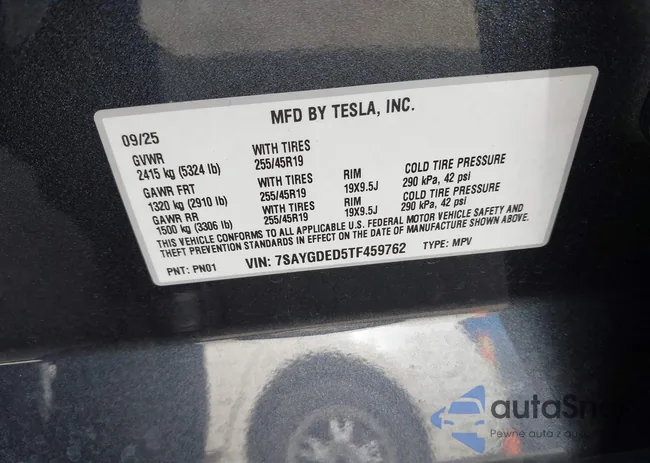 MFD BY TESLA, INC.
09/25
GVWR WITH TIRES
2415 kg (5324 lb) 255/45R19
GAWR FRT WITH TIRES RIM COLD TIRE PRESSURE
1320 kg (2910 lb) 255/45R19 19X9.5J 290 kPa, 42 psi
GAWR RR WITH TIRES RIM COLD TIRE PRESSURE
1500 kg (3306 lb) 255/45R19 19X9.5J 290 kPa, 42 psi
THIS VEHICLE CONFORMS TO ALL APPLICABLE U.S. FEDERAL MOTOR VEHICLE SAFETY AND
THEFT PREVENTION STANDARDS IN EFFECT ON THE DATE OF MANUFACTURE SHOWN ABOVE.
PNT: PN01 VIN: 7SAYGDED5TF459762 TYPE: MPV
Pewne auta z